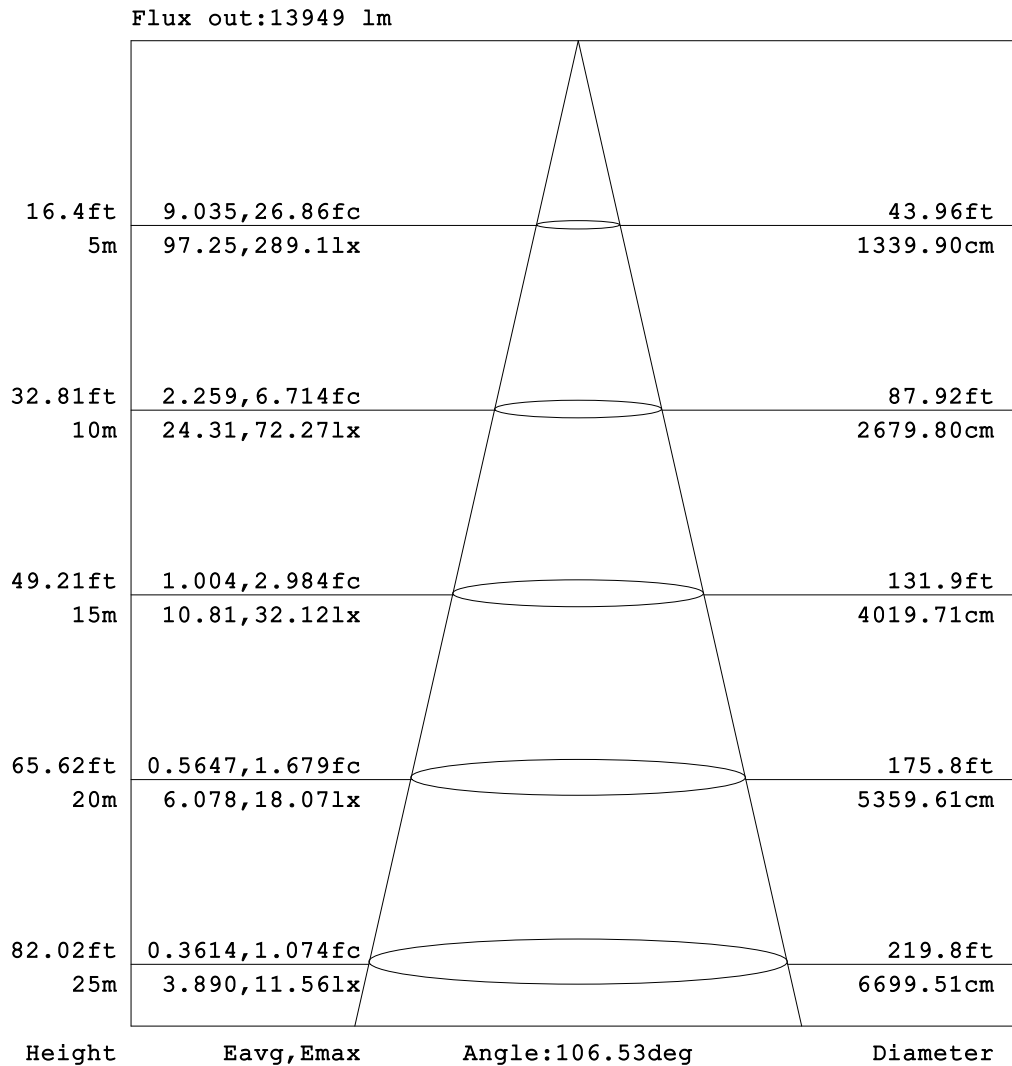 Flux out:13949 lm
16.4ft 9.035,26.86fc 43.96ft
5m 97.25,289.1lx 1339.90cm
32.81ft 2.259,6.714fc 87.92ft
10m 24.31,72.27lx 2679.80cm
49.21ft 1.004,2.984fc 131.9ft
15m 10.81,32.12lx 4019.71cm
65.62ft 0.5647,1.679fc 175.8ft
20m 6.078,18.07lx 5359.61cm
82.02ft 0.3614,1.074fc 219.8ft
25m 3.890,11.56lx 6699.51cm
Height Eavg,Emax Angle:106.53deg Diameter